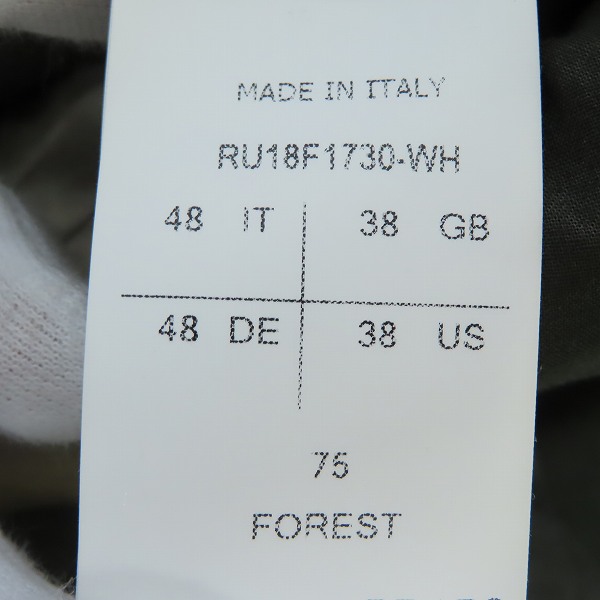 MADE IN ITALY
RU18F1730-WH
48 IT 38 GB
48 DE 38 US
75
FOREST